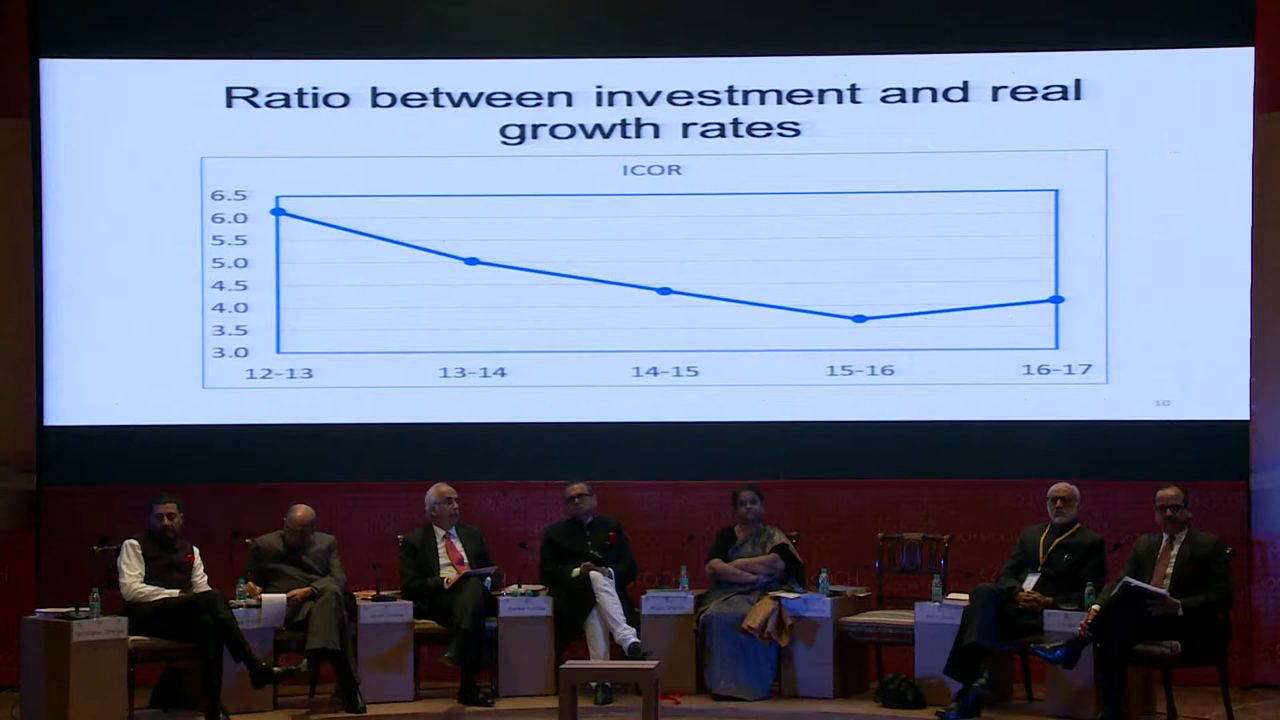 Ratio between investment and real
growth rates
ICOR
6.5
6.0
5.5
5.0
4.5
4.0
3.5
3.0
12-13 13-14 14-15 15-16 16-17
10